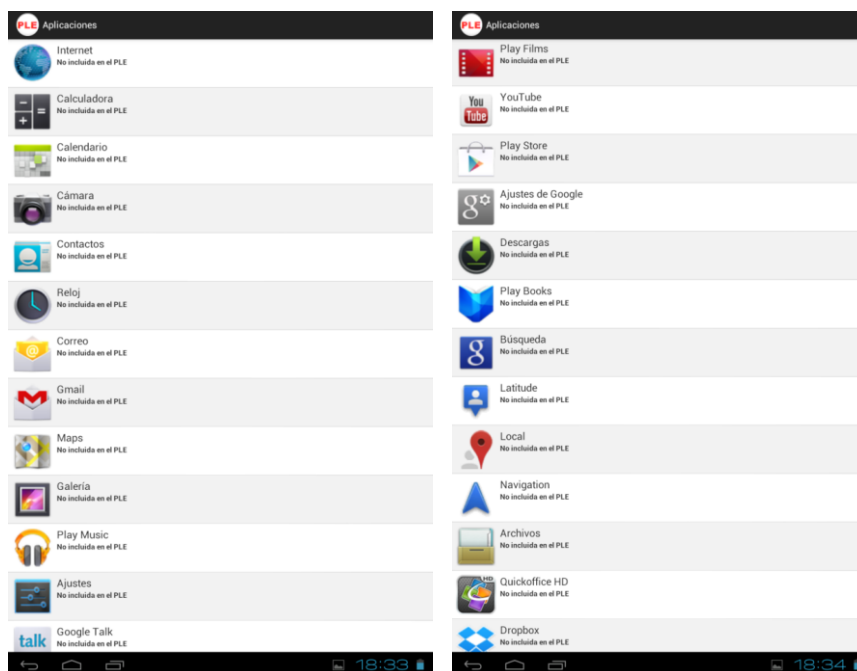 PLE Aplicaciones
Internet
No incluida en el PLE
Calculadora
No incluida en el PLE
Calendario
No incluida en el PLE
Cámara
No incluida en el PLE
Contactos
No incluida en el PLE
Reloj
No incluida en el PLE
Correo
No incluida en el PLE
Gmail
No incluida en el PLE
Maps
No incluida en el PLE
Galería
No incluida en el PLE
Play Music
No incluida en el PLE
Ajustes
No incluida en el PLE
talk
Google Talk
No incluida en el PLE
18:33
PLE Aplicaciones
Play Films
No incluida en el PLE
You Tube
YouTube
No incluida en el PLE
Play Store
No incluida en el PLE
g
Ajustes de Google
No incluida en el PLE
Descargas
No incluida en el PLE
Play Books
No incluida en el PLE
g
Búsqueda
No incluida en el PLE
Latitude
No incluida en el PLE
Local
No incluida en el PLE
Navigation
No incluida en el PLE
Archivos
No incluida en el PLE
HD
Quickoffice HD
No incluida en el PLE
Dropbox
No incluida en el PLE
18:34